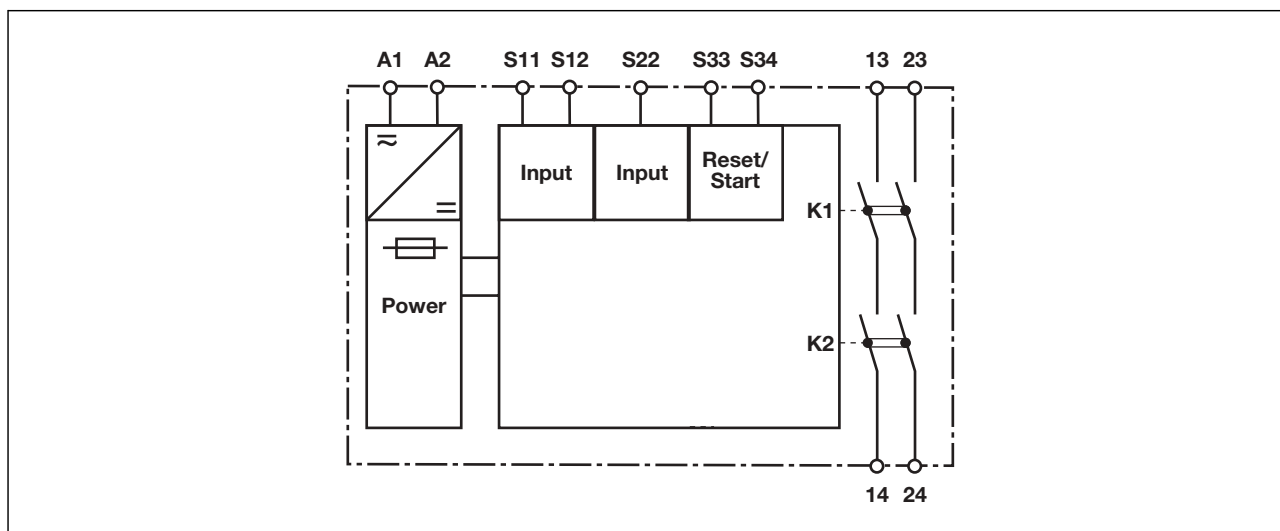 A1 A2 S11 S12 S22 S33 S34 13 23
Input Input Reset/
Start
K1
Power
K2
14 24